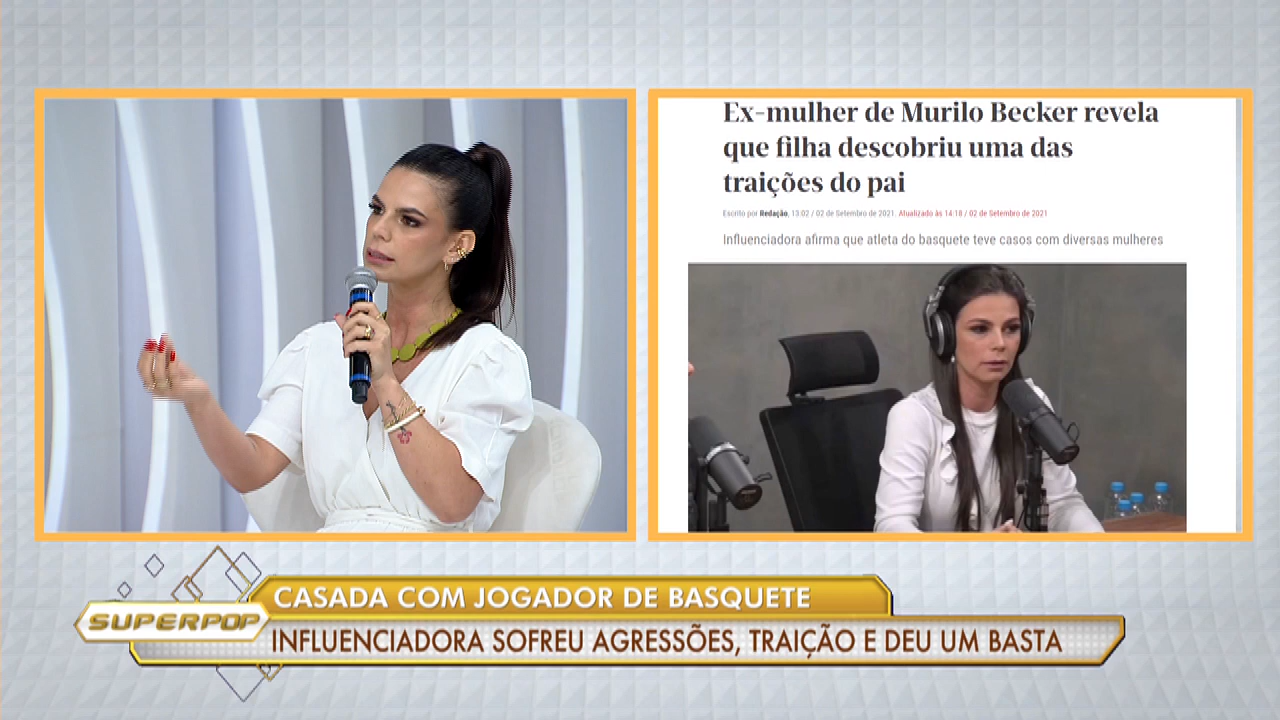 Ex-mulher de Murilo Becker revela
que filha descobriu uma das
traições do pai
Escrito por Redação, 13:02 / 02 de Setembro de 2021. Atualizado às 14:18 / 02 de Setembro de 2021
Influenciadora afirma que atleta do basquete teve casos com diversas mulheres
CASADA COM JOGADOR DE BASQUETE
SUPERPOP
INFLUENCIADORA SOFREU AGRESSÕES, TRAIÇÃO E DEU UM BASTA